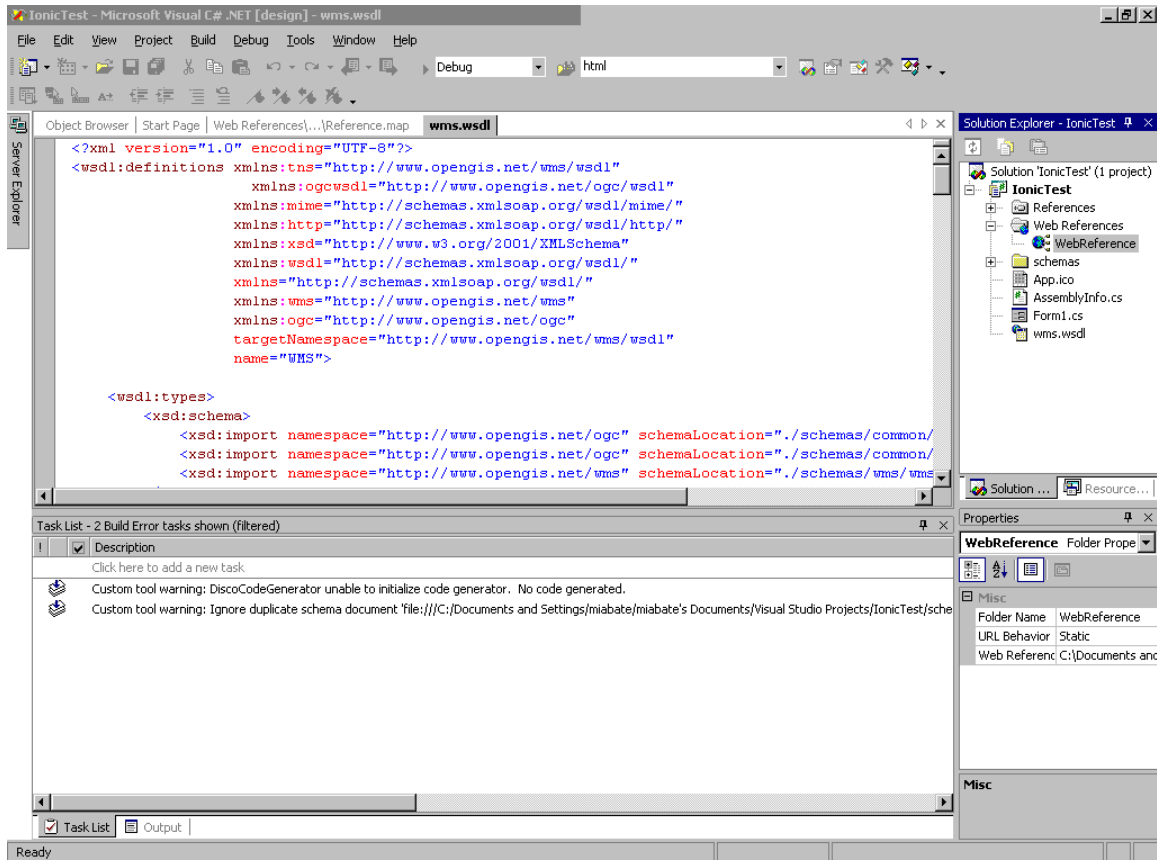 IonicTest - Microsoft Visual C# .NET [design] - wms.wsdl
File Edit View Project Build Debug Tools Window Help
Debug html
Object Browser | Start Page | Web References\...\Reference.map wms.wsdl
Server Explorer
<?xml version="1.0" encoding="UTF-8"?>
<wsdl:definitions xmlns:tns="http://www.opengis.net/wms/wsdl"
xmlns:ogcwsdl="http://www.opengis.net/ogc/wsdl"
xmlns:mime="http://schemas.xmlsoap.org/wsdl/mime/"
xmlns:http="http://schemas.xmlsoap.org/wsdl/http/"
xmlns:xsd="http://www.w3.org/2001/XMLSchema"
xmlns:wsdl="http://schemas.xmlsoap.org/wsdl/"
xmlns="http://schemas.xmlsoap.org/wsdl/"
xmlns:wms="http://www.opengis.net/wms"
xmlns:ogc="http://www.opengis.net/ogc"
targetNamespace="http://www.opengis.net/wms/wsdl"
name="WMS">
<wsdl:types>
<xsd:schema>
<xsd:import namespace="http://www.opengis.net/ogc" schemaLocation="./schemas/common/
<xsd:import namespace="http://www.opengis.net/ogc" schemaLocation="./schemas/common/
<xsd:import namespace="http://www.opengis.net/wms" schemaLocation="./schemas/wms/wms
Task List - 2 Build Error tasks shown (filtered)
! Description
Click here to add a new task
Custom tool warning: DiscoCodeGenerator unable to initialize code generator. No code generated.
Custom tool warning: Ignore duplicate schema document 'file:///C:/Documents and Settings/miabate/miabate's Documents/Visual Studio Projects/IonicTest/sche
Task List Output
Ready
Solution Explorer - IonicTest
Solution 'IonicTest' (1 project)
IonicTest
References
Web References
WebReference
schemas
App.ico
AssemblyInfo.cs
Form1.cs
wms.wsdl
Solution ... Resource...
Properties
WebReference Folder Prope
Misc
Folder Name WebReference
URL Behavior Static
Web Referenc C:\Documents and
Misc